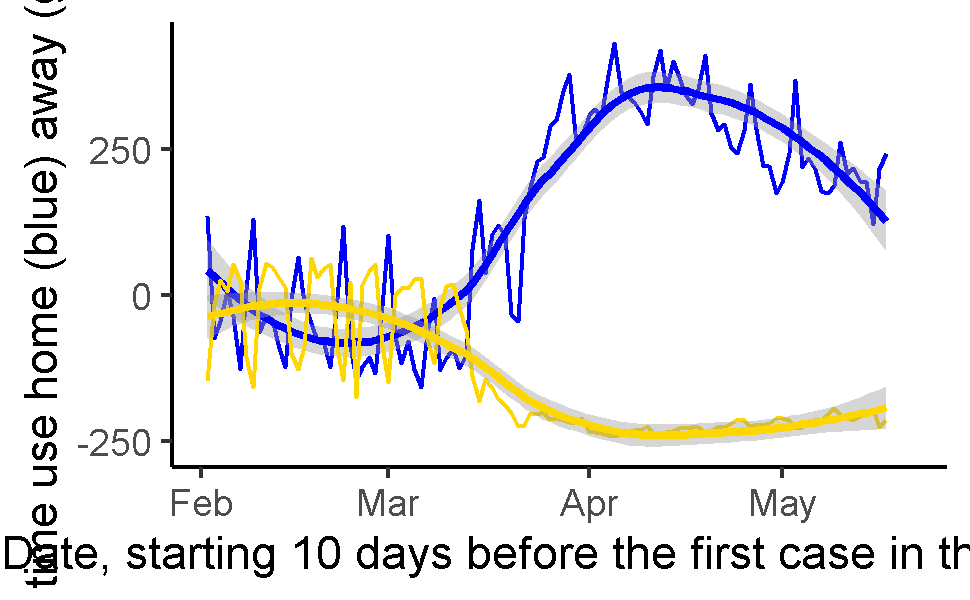 time use home (blue) away (
250
0
-250
Feb Mar Apr May
Date, starting 10 days before the first case in th